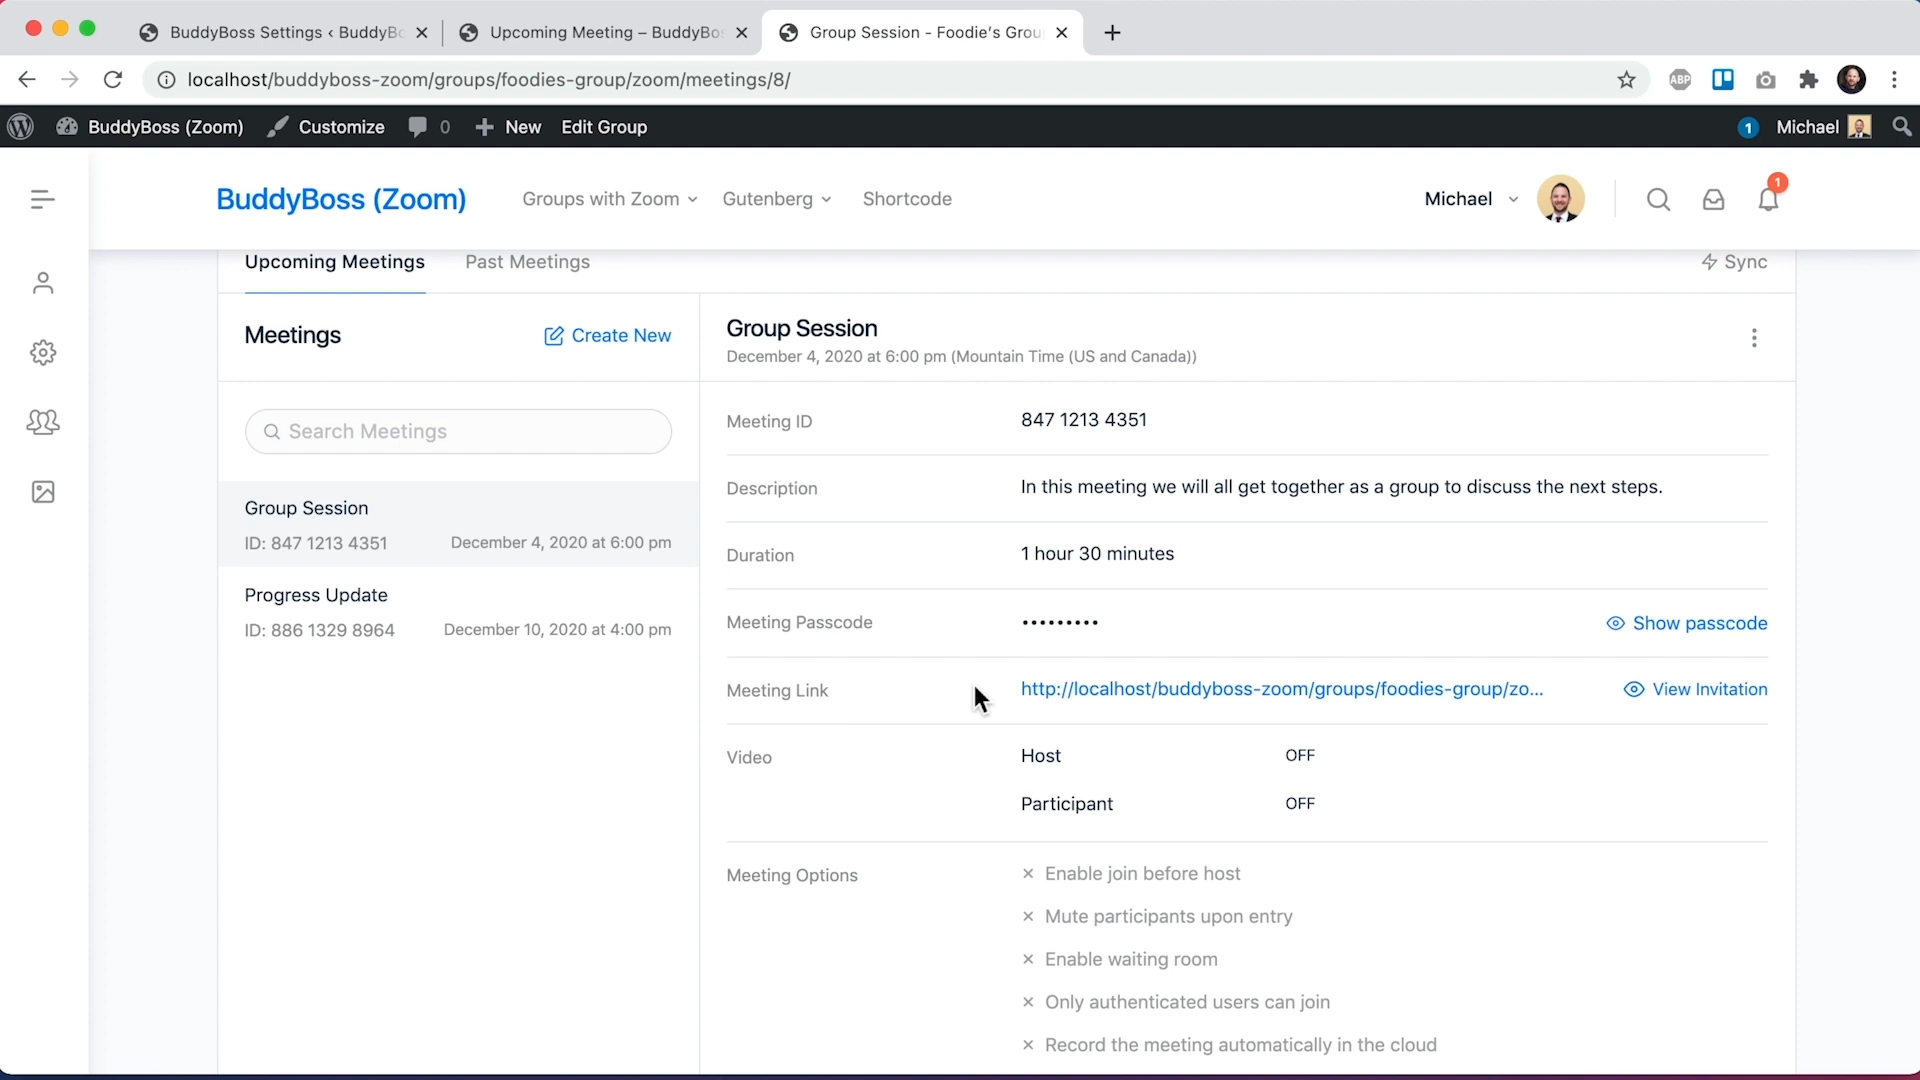 BuddyBoss Settings ‹ BuddyBo
Upcoming Meeting – BuddyBos
Group Session - Foodie's Grou
localhost/buddyboss-zoom/groups/foodies-group/zoom/meetings/8/
ABP
BuddyBoss (Zoom)
Customize
0
New
Edit Group
1
Michael
BuddyBoss (Zoom)
Groups with Zoom
Gutenberg
Shortcode
Michael
1
Upcoming Meetings
Past Meetings
Sync
Meetings
Create New
Search Meetings
Group Session
ID: 847 1213 4351
December 4, 2020 at 6:00 pm
Progress Update
ID: 886 1329 8964
December 10, 2020 at 4:00 pm
Group Session
December 4, 2020 at 6:00 pm (Mountain Time (US and Canada))
Meeting ID
847 1213 4351
Description
In this meeting we will all get together as a group to discuss the next steps.
Duration
1 hour 30 minutes
Meeting Passcode
•••••••••
Show passcode
Meeting Link
http://localhost/buddyboss-zoom/groups/foodies-group/zo...
View Invitation
Video
Host
OFF
Participant
OFF
Meeting Options
Enable join before host
Mute participants upon entry
Enable waiting room
Only authenticated users can join
Record the meeting automatically in the cloud